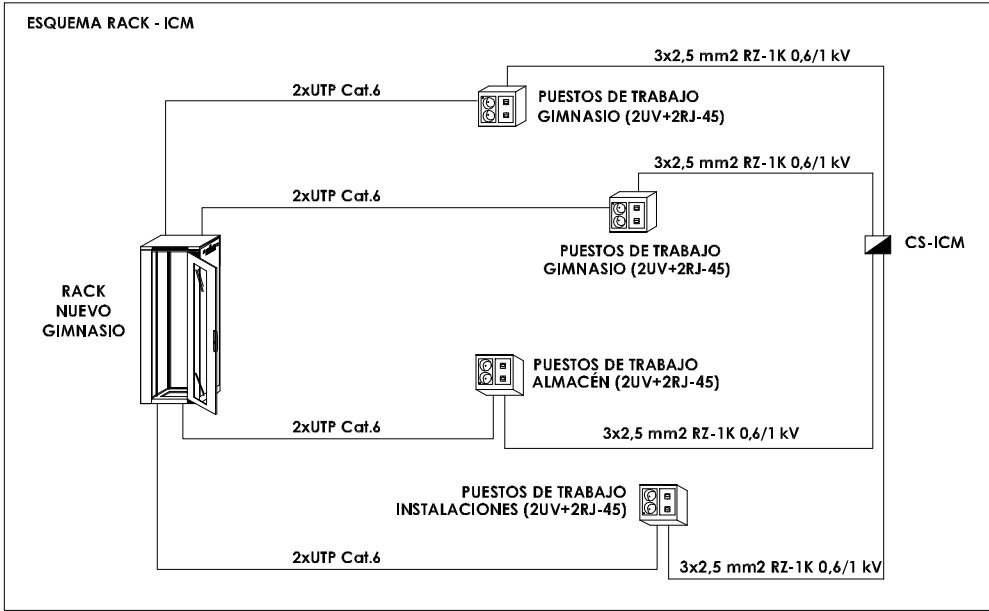 ESQUEMA RACK - ICM
3x2,5 mm2 RZ-1K 0,6/1 kV
2xUTP Cat.6
PUESTOS DE TRABAJO
GIMNASIO (2UV+2RJ-45)
3x2,5 mm2 RZ-1K 0,6/1 kV
2xUTP Cat.6
PUESTOS DE TRABAJO
GIMNASIO (2UV+2RJ-45)
CS-ICM
RACK
NUEVO
GIMNASIO
PUESTOS DE TRABAJO
ALMACÉN (2UV+2RJ-45)
2xUTP Cat.6
3x2,5 mm2 RZ-1K 0,6/1 kV
PUESTOS DE TRABAJO
INSTALACIONES (2UV+2RJ-45)
2xUTP Cat.6
3x2,5 mm2 RZ-1K 0,6/1 kV